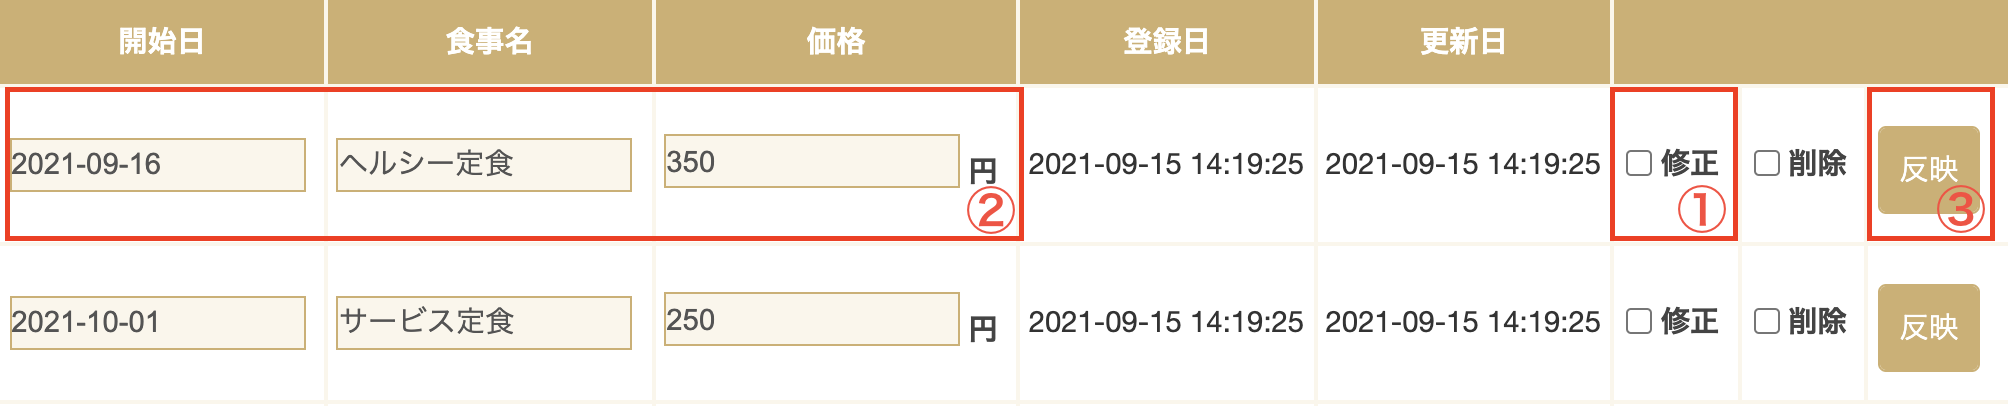 開始日 食事名 価格 登録日 更新日
2021-09-16 ヘルシー定食 350 円 ② 2021-09-15 14:19:25 2021-09-15 14:19:25 修正 ① 削除 反映 ③
2021-10-01 サービス定食 250 円 2021-09-15 14:19:25 2021-09-15 14:19:25 修正 削除 反映